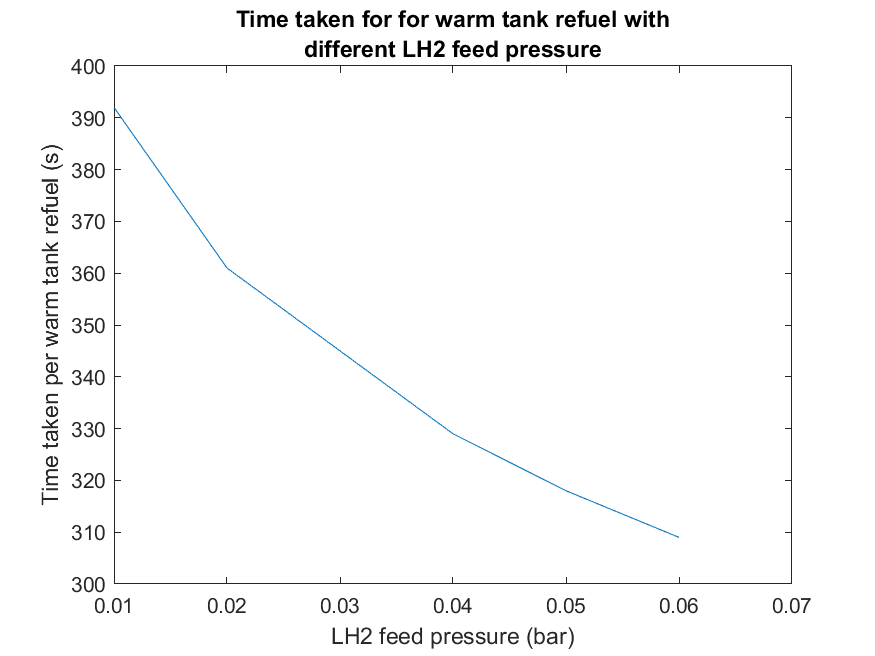 Time taken for for warm tank refuel with
different LH2 feed pressure
Time taken per warm tank refuel (s)
400
390
380
370
360
350
340
330
320
310
300
0.01 0.02 0.03 0.04 0.05 0.06 0.07
LH2 feed pressure (bar)